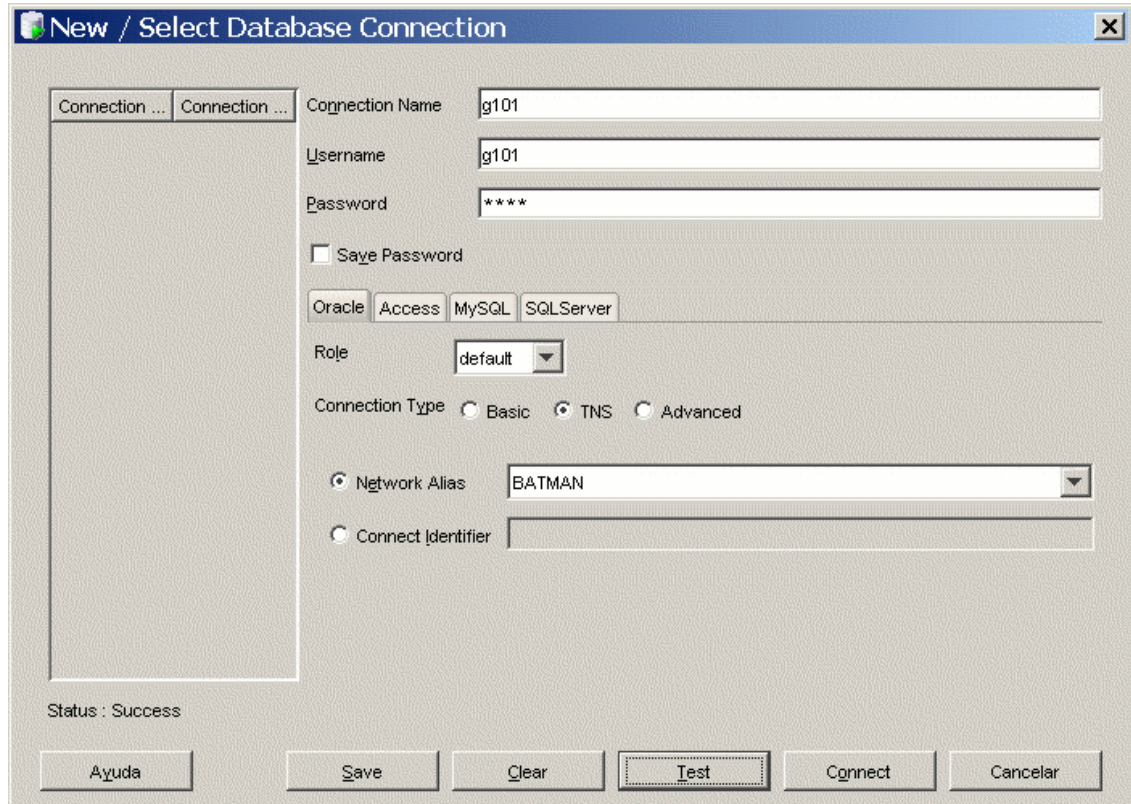 New / Select Database Connection
Connection ... Connection ...
Connection Name g101
Username g101
Password ****
Save Password
Oracle Access MySQL SQLServer
Role default
Connection Type Basic TNS Advanced
Network Alias BATMAN
Connect Identifier
Status : Success
Ayuda Save Clear Test Connect Cancelar